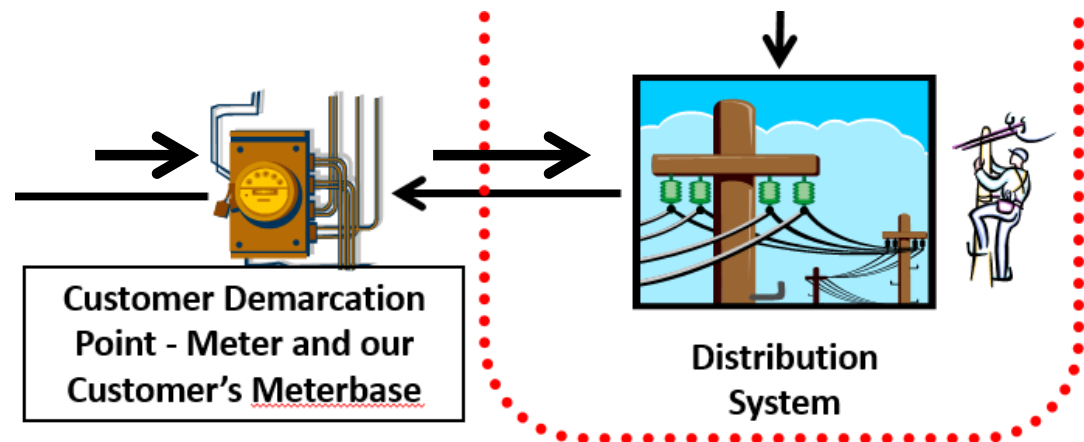 Customer Demarcation
Point - Meter and our
Customer's Meterbase
Distribution
System